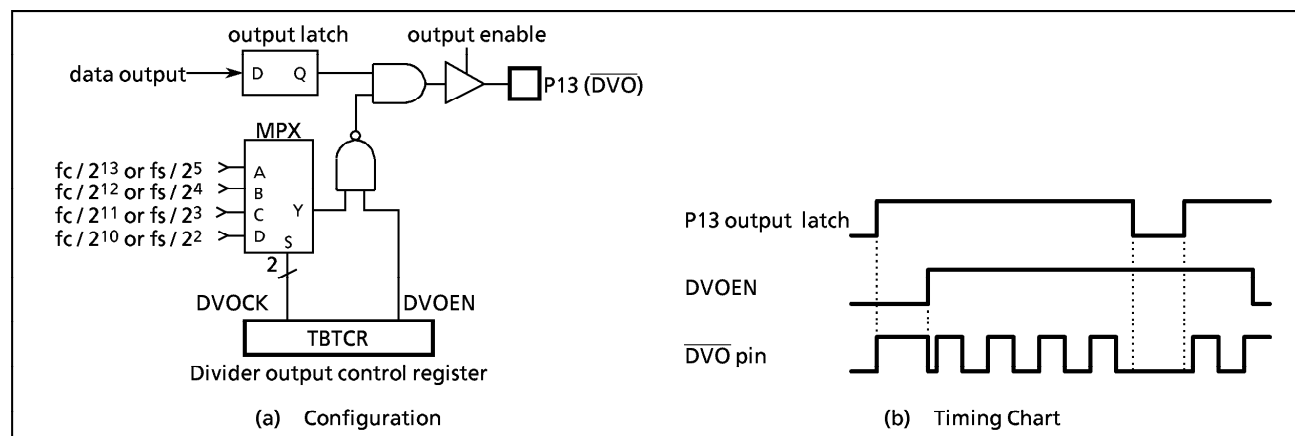 output latch
output enable
data output
D Q
P13 (D̅V̅O̅)
MPX
fc / 2¹³ or fs / 2⁵
A
fc / 2¹² or fs / 2⁴
B
fc / 2¹¹ or fs / 2³
C
Y
fc / 2¹⁰ or fs / 2²
D
S
2
DVOCK
DVOEN
TBTCR
Divider output control register
(a) Configuration
P13 output latch
DVOEN
D̅V̅O̅ pin
(b) Timing Chart